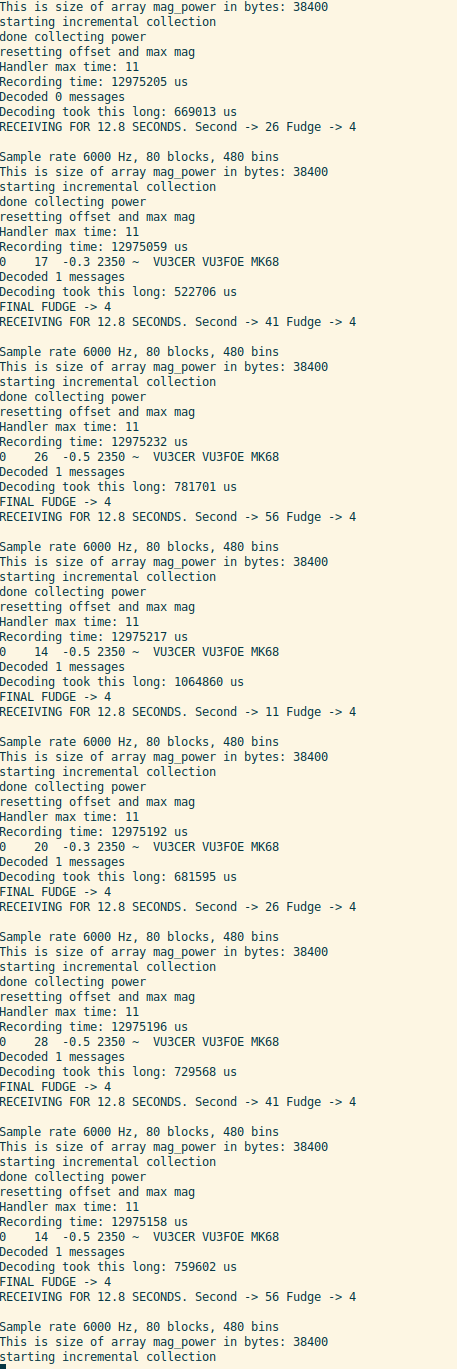 This is size of array mag_power in bytes: 38400
starting incremental collection
done collecting power
resetting offset and max mag
Handler max time: 11
Recording time: 12975205 us
Decoded 0 messages
Decoding took this long: 669013 us
RECEIVING FOR 12.8 SECONDS. Second -> 26 Fudge -> 4

Sample rate 6000 Hz, 80 blocks, 480 bins
This is size of array mag_power in bytes: 38400
starting incremental collection
done collecting power
resetting offset and max mag
Handler max time: 11
Recording time: 12975059 us
0    17  -0.3 2350 ~  VU3CER VU3FOE MK68
Decoded 1 messages
Decoding took this long: 522706 us
FINAL FUDGE -> 4
RECEIVING FOR 12.8 SECONDS. Second -> 41 Fudge -> 4

Sample rate 6000 Hz, 80 blocks, 480 bins
This is size of array mag_power in bytes: 38400
starting incremental collection
done collecting power
resetting offset and max mag
Handler max time: 11
Recording time: 12975232 us
0    26  -0.5 2350 ~  VU3CER VU3FOE MK68
Decoded 1 messages
Decoding took this long: 781701 us
FINAL FUDGE -> 4
RECEIVING FOR 12.8 SECONDS. Second -> 56 Fudge -> 4

Sample rate 6000 Hz, 80 blocks, 480 bins
This is size of array mag_power in bytes: 38400
starting incremental collection
done collecting power
resetting offset and max mag
Handler max time: 11
Recording time: 12975217 us
0    14  -0.5 2350 ~  VU3CER VU3FOE MK68
Decoded 1 messages
Decoding took this long: 1064860 us
FINAL FUDGE -> 4
RECEIVING FOR 12.8 SECONDS. Second -> 11 Fudge -> 4

Sample rate 6000 Hz, 80 blocks, 480 bins
This is size of array mag_power in bytes: 38400
starting incremental collection
done collecting power
resetting offset and max mag
Handler max time: 11
Recording time: 12975192 us
0    20  -0.3 2350 ~  VU3CER VU3FOE MK68
Decoded 1 messages
Decoding took this long: 681595 us
FINAL FUDGE -> 4
RECEIVING FOR 12.8 SECONDS. Second -> 26 Fudge -> 4

Sample rate 6000 Hz, 80 blocks, 480 bins
This is size of array mag_power in bytes: 38400
starting incremental collection
done collecting power
resetting offset and max mag
Handler max time: 11
Recording time: 12975196 us
0    28  -0.5 2350 ~  VU3CER VU3FOE MK68
Decoded 1 messages
Decoding took this long: 729568 us
FINAL FUDGE -> 4
RECEIVING FOR 12.8 SECONDS. Second -> 41 Fudge -> 4

Sample rate 6000 Hz, 80 blocks, 480 bins
This is size of array mag_power in bytes: 38400
starting incremental collection
done collecting power
resetting offset and max mag
Handler max time: 11
Recording time: 12975158 us
0    14  -0.5 2350 ~  VU3CER VU3FOE MK68
Decoded 1 messages
Decoding took this long: 759602 us
FINAL FUDGE -> 4
RECEIVING FOR 12.8 SECONDS. Second -> 56 Fudge -> 4

Sample rate 6000 Hz, 80 blocks, 480 bins
This is size of array mag_power in bytes: 38400
starting incremental collection